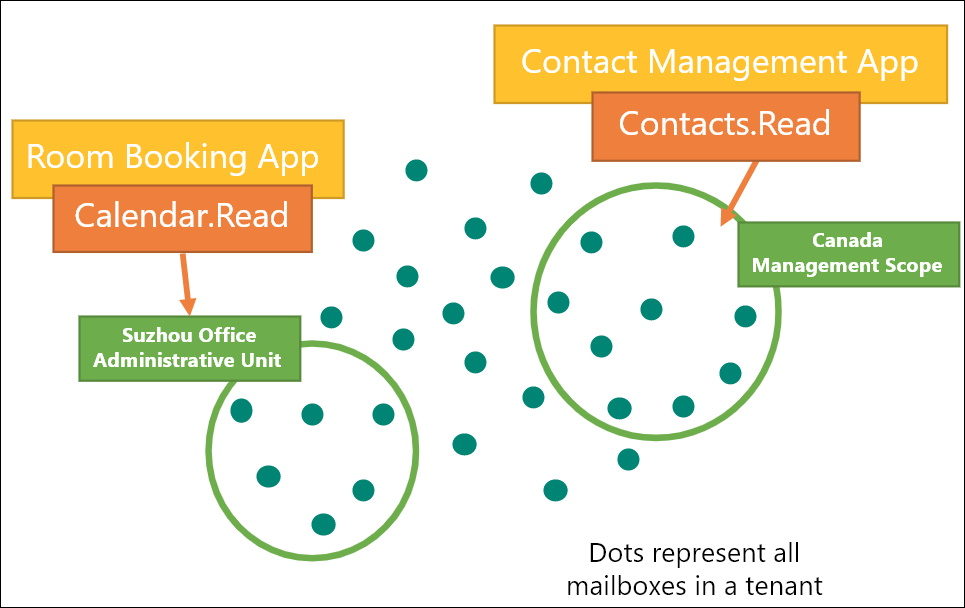 Contact Management App
Contacts.Read
Room Booking App
Calendar.Read
Canada
Management Scope
Suzhou Office
Administrative Unit
Dots represent all
mailboxes in a tenant